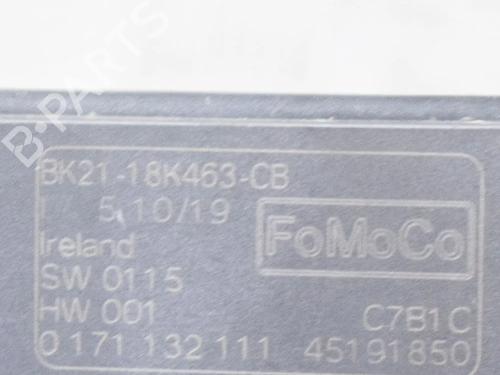 B-PARTS
BK21-18K463-CB
5.10/19
FoMoCo
Ireland
SW 0115
HW 001 C7B1C
0 171 132 111 45191850